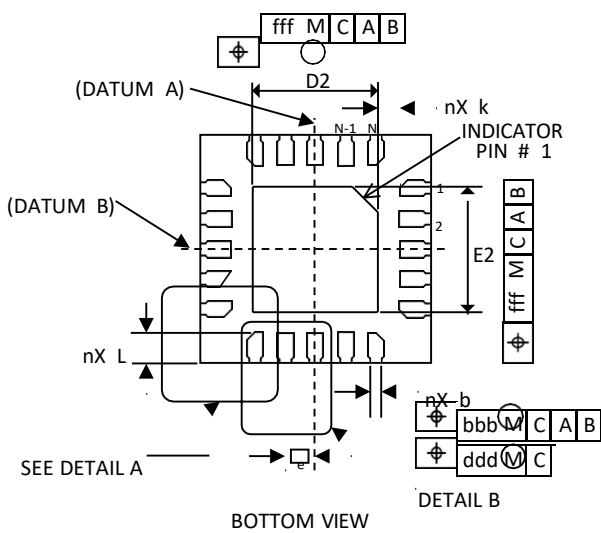 fff M C A B
D2
(DATUM A)
nX k
N-1 N
INDICATOR
PIN # 1
1
(DATUM B)
2
E2
fff M C A B
nX L
nX b
bbb M C A B
ddd M C
SEE DETAIL A
e
DETAIL B
BOTTOM VIEW